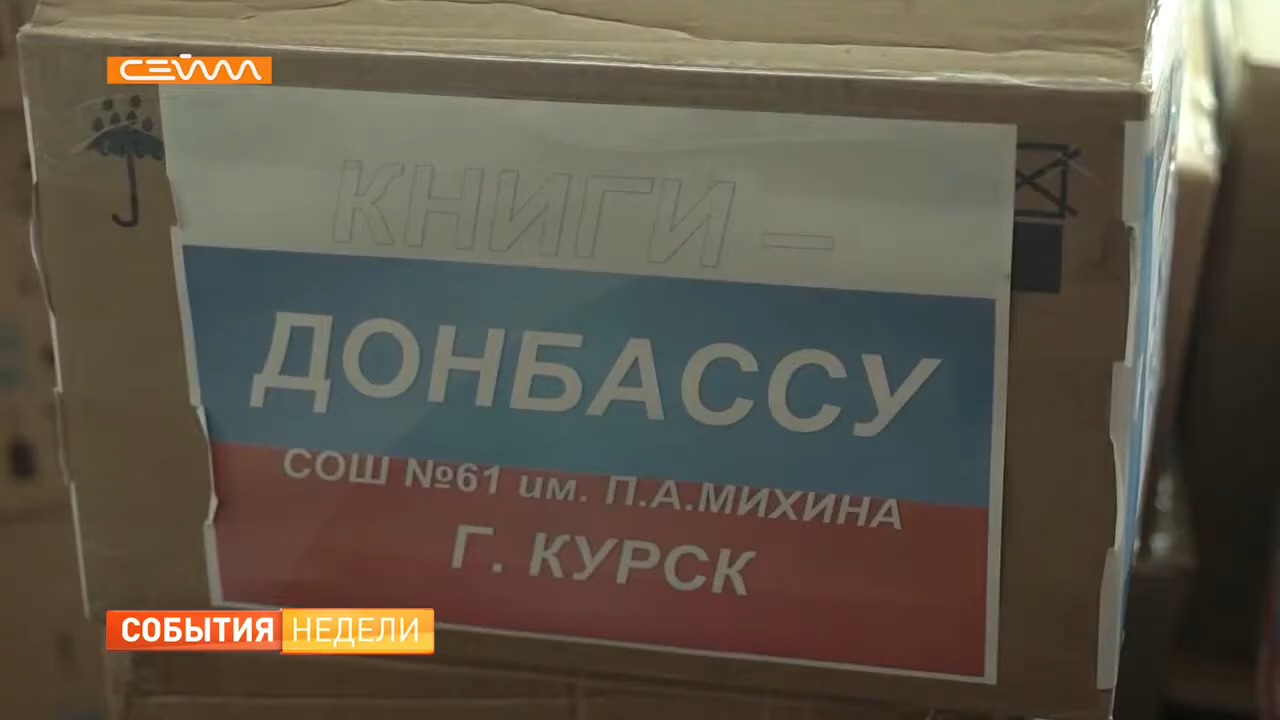 СЕЙМ
КНИГИ –
ДОНБАССУ
СОШ №61 им. П.А.МИХИНА
Г. КУРСК
СОБЫТИЯ НЕДЕЛИ